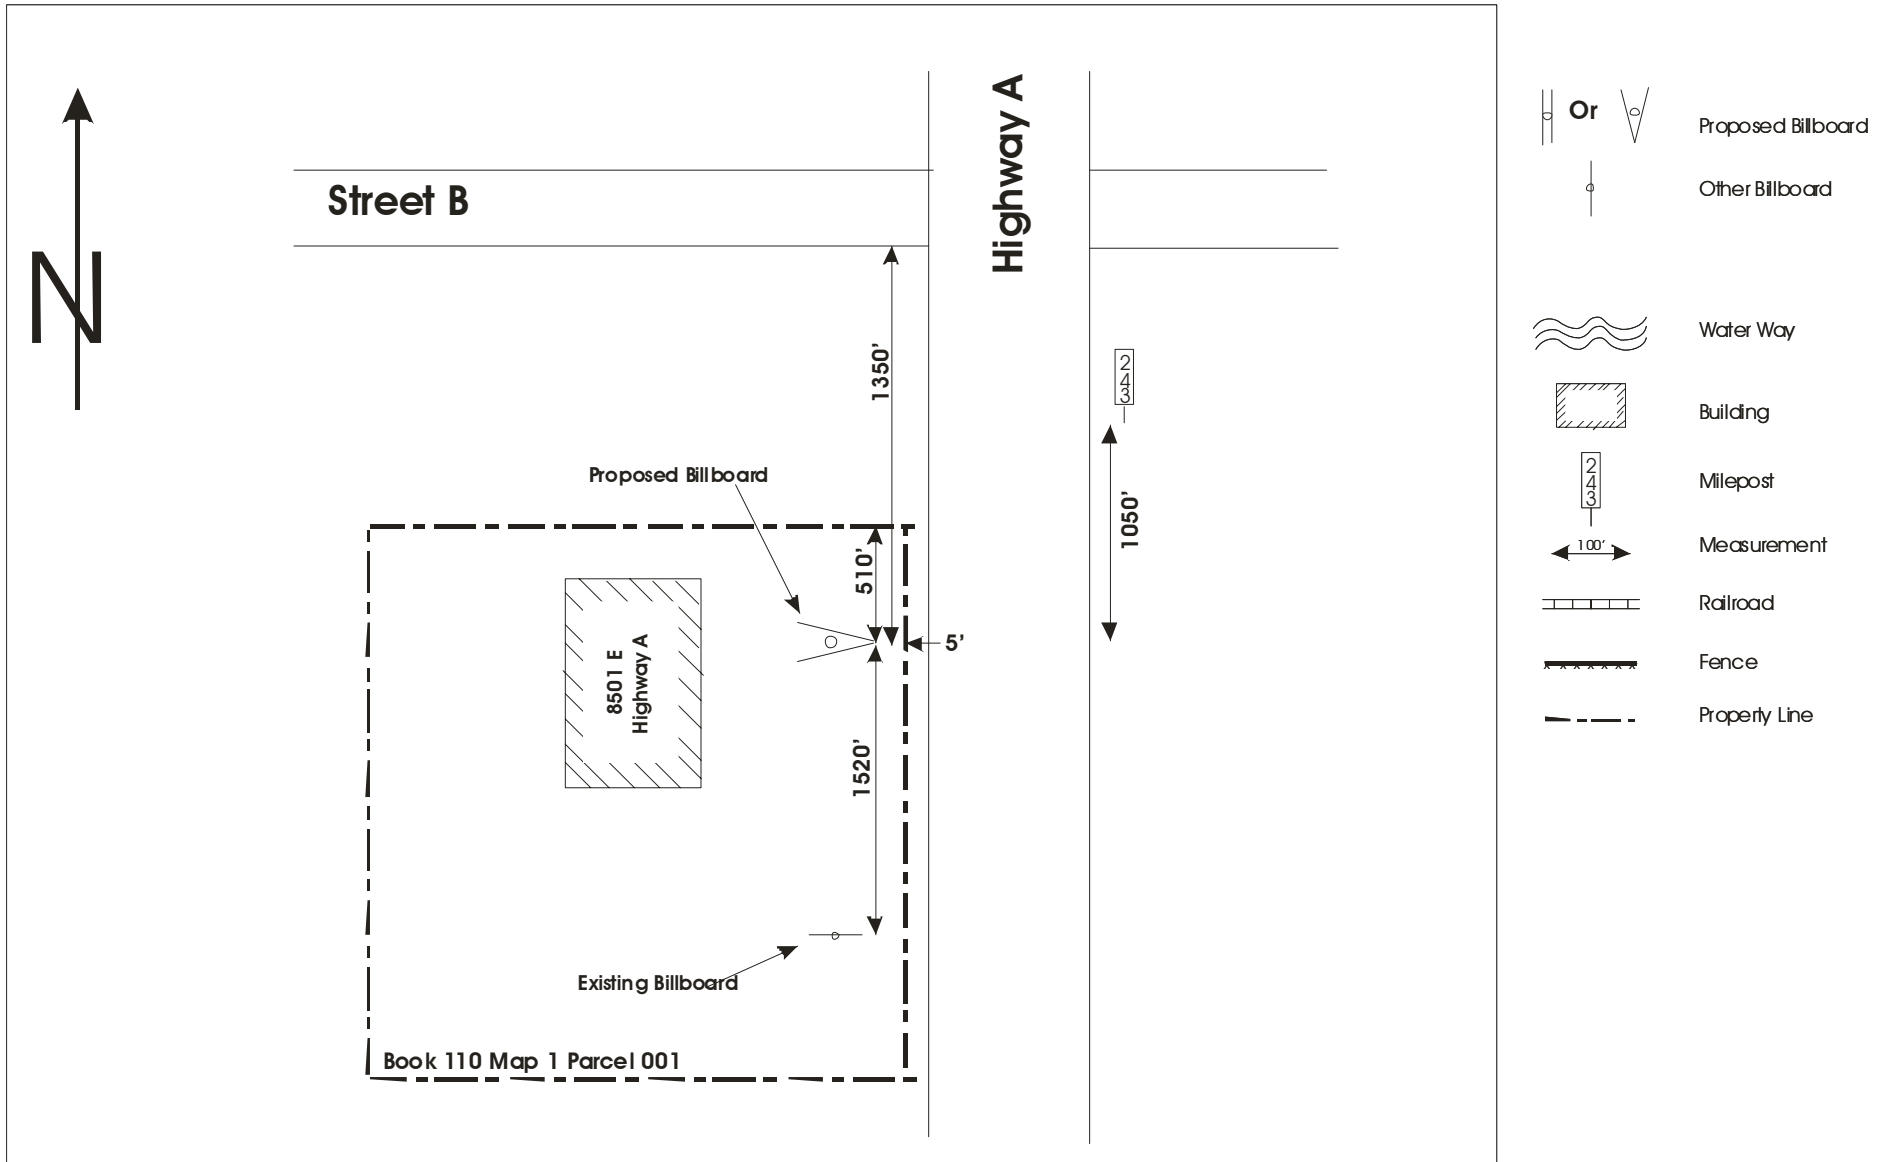 Highway A
Street B
N
1350’
2
4
3
1050’
Proposed Billboard
510’
5’
8501 E
Highway A
1520’
Existing Billboard
Book 110 Map 1 Parcel 001
Or
Proposed Billboard
Other Billboard
Water Way
Building
2
4
3
Milepost
100’
Measurement
Railroad
Fence
Property Line